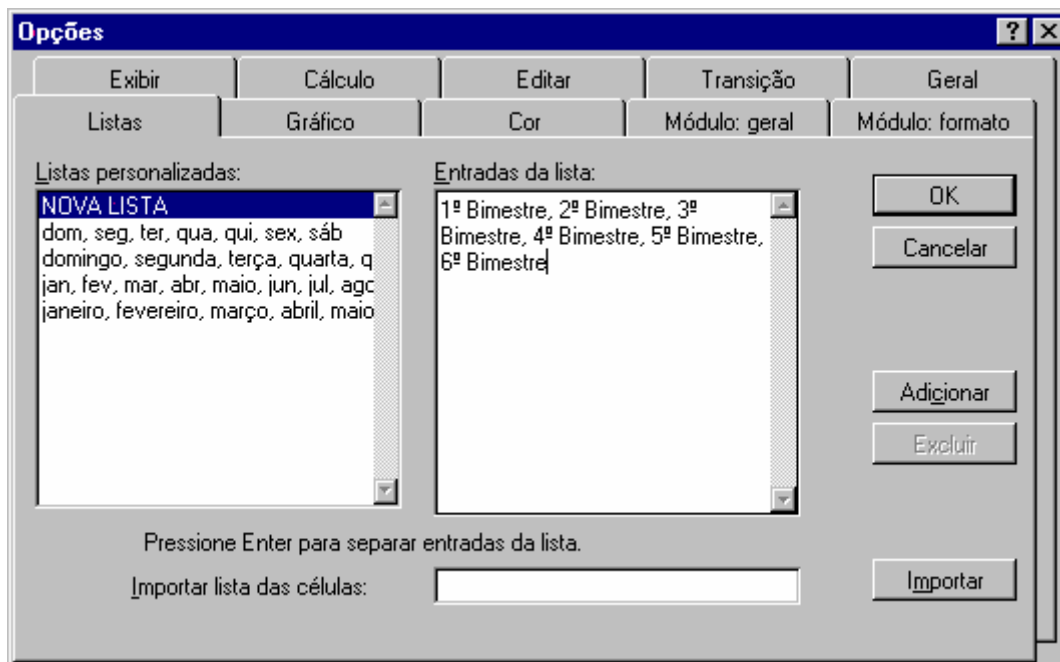 Opções
Exibir
Cálculo
Editar
Transição
Geral
Listas
Gráfico
Cor
Módulo: geral
Módulo: formato
Listas personalizadas:
NOVA LISTA
dom, seg, ter, qua, qui, sex, sáb
domingo, segunda, terça, quarta, q
jan, fev, mar, abr, maio, jun, jul, ago
janeiro, fevereiro, março, abril, maio
Entradas da lista:
1º Bimestre, 2º Bimestre, 3º
Bimestre, 4º Bimestre, 5º Bimestre,
6º Bimestre
OK
Cancelar
Adicionar
Excluir
Pressione Enter para separar entradas da lista.
Importar lista das células:
Importar